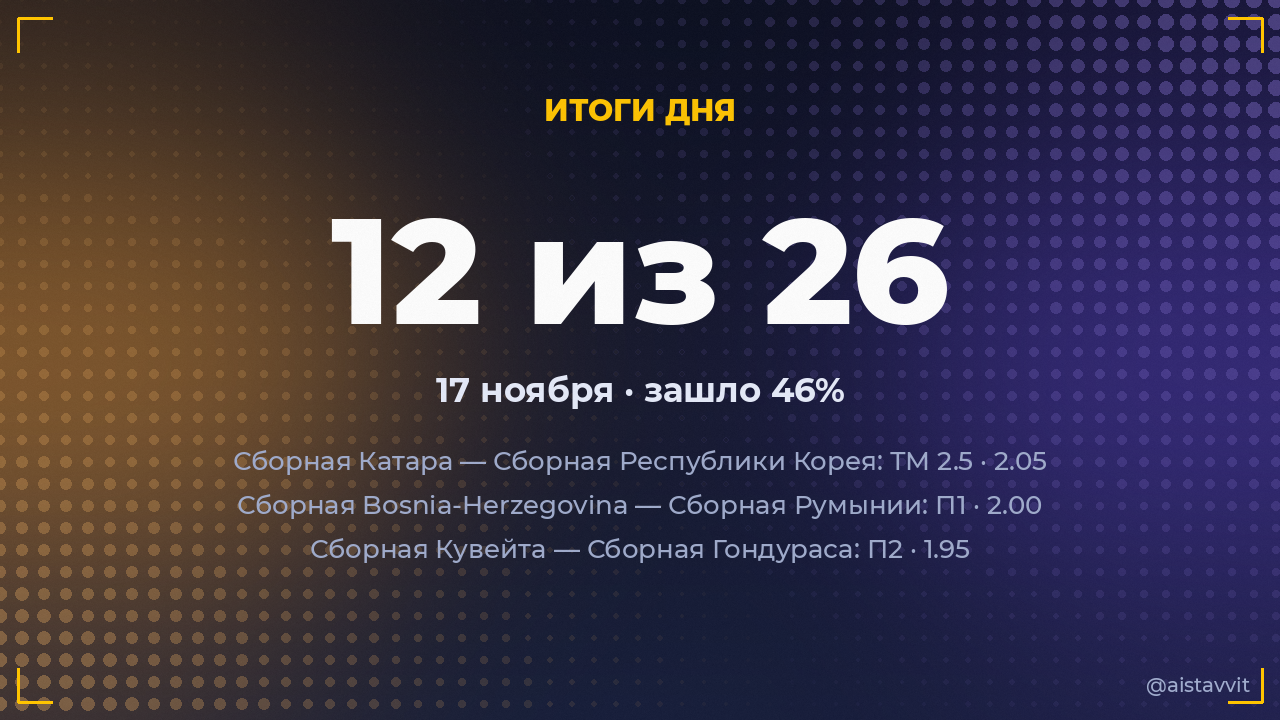 ИТОГИ ДНЯ
12 из 26
17 ноября · зашло 46%
Сборная Катара — Сборная Республики Корея: ТМ 2.5 · 2.05
Сборная Bosnia-Herzegovina — Сборная Румынии: П1 · 2.00
Сборная Кувейта — Сборная Гондураса: П2 · 1.95
@aistavvit